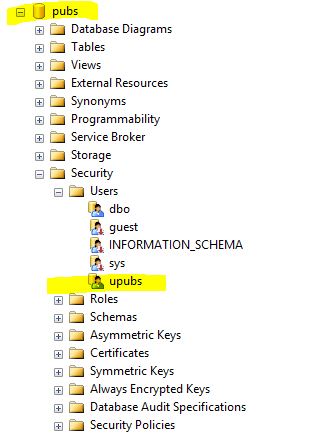 pubs
Database Diagrams
Tables
Views
External Resources
Synonyms
Programmability
Service Broker
Storage
Security
Users
dbo
guest
INFORMATION_SCHEMA
sys
upubs
Roles
Schemas
Asymmetric Keys
Certificates
Symmetric Keys
Always Encrypted Keys
Database Audit Specifications
Security Policies